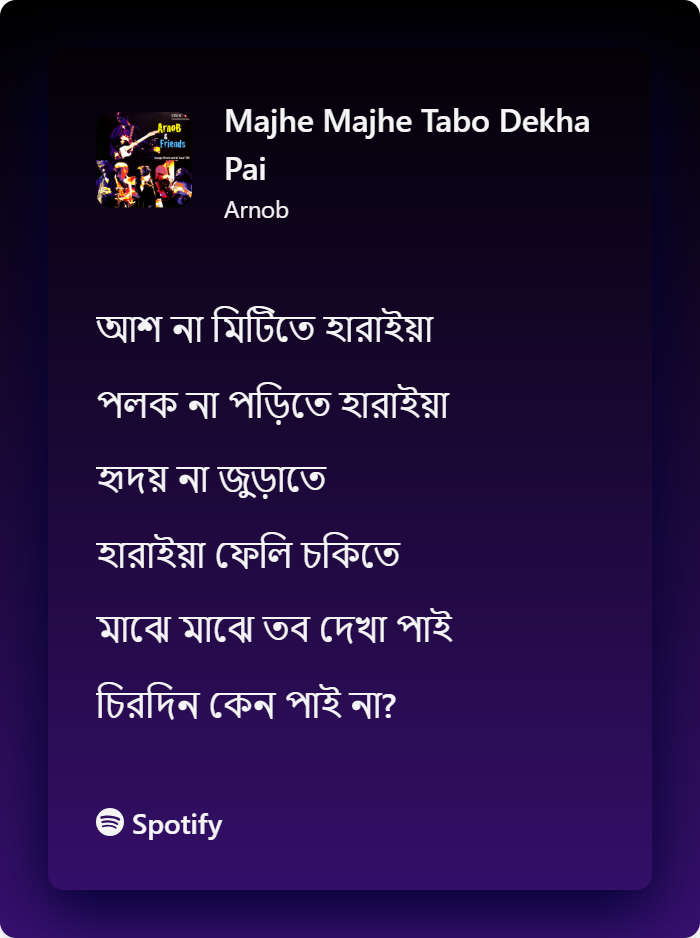 Majhe Majhe Tabo Dekha
Pai
Arnob
ArnoB
&
Friends
আশ না মিটিতে হারাইয়া
পলক না পড়িতে হারাইয়া
হৃদয় না জুড়াতে
হারাইয়া ফেলি চকিতে
মাঝে মাঝে তব দেখা পাই
চিরদিন কেন পাই না?
Spotify